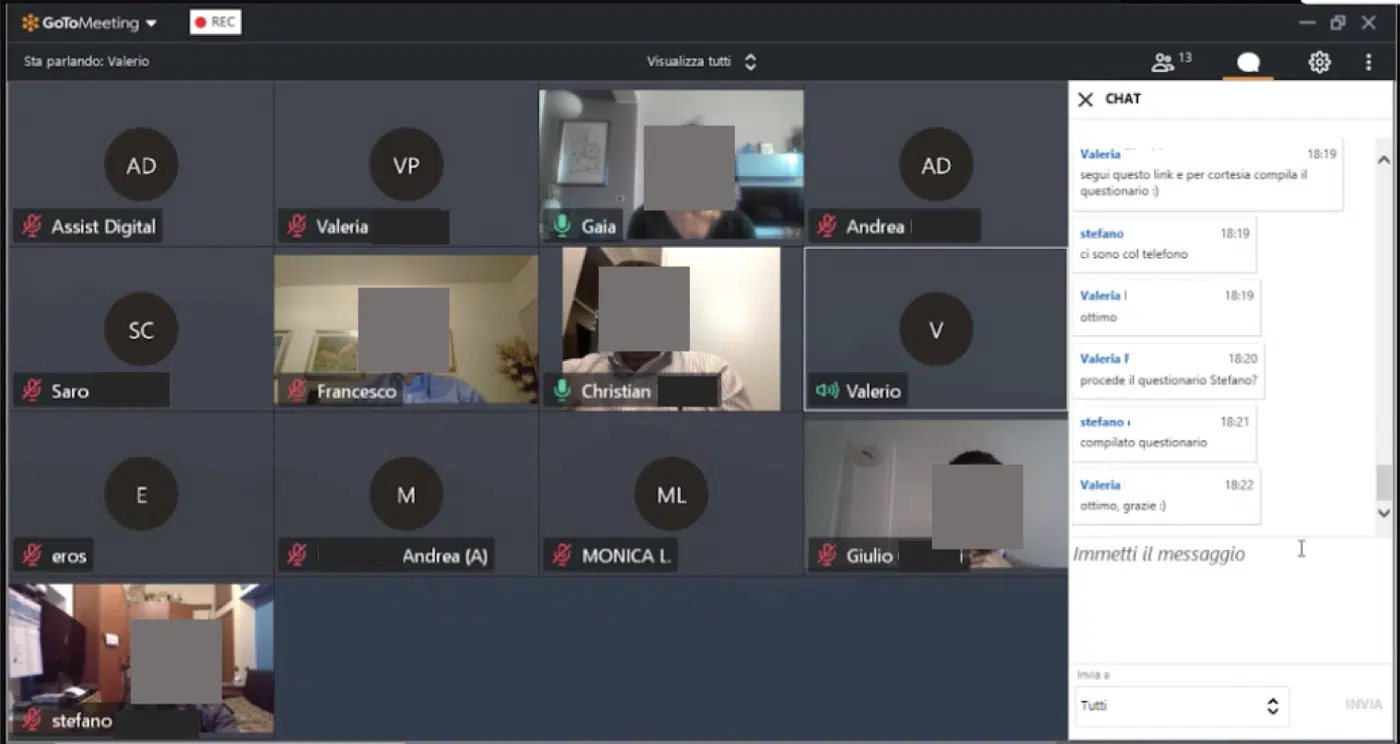 GoToMeeting
REC
Sta parlando: Valerio
Visualizza tutti
13
AD
Assist Digital
VP
Valeria
Gaia
AD
Andrea
SC
Saro
Francesco
Christian
V
Valerio
E
eros
M
Andrea (A)
ML
MONICA L.
Giulio
stefano
CHAT
Valeria 18:19
segui questo link e per cortesia compila il
questionario :)
stefano 18:19
ci sono col telefono
Valeria 18:19
ottimo
Valeria F 18:20
procede il questionario Stefano?
stefano 18:21
compilato questionario
Valeria 18:22
ottimo, grazie :)
Immetti il messaggio
Invia a
Tutti
INVIA